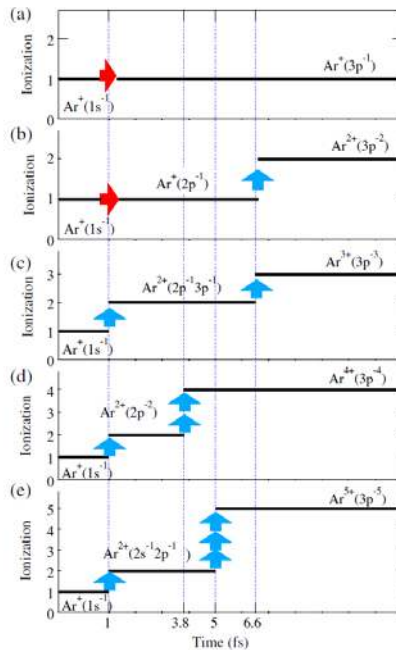 (a)
Ionization
2
1
0
Ar⁺(3p⁻¹)
Ar⁺(1s⁻¹)
(b)
Ionization
2
1
0
Ar²⁺(3p⁻²)
Ar⁺(2p⁻¹)
Ar⁺(1s⁻¹)
(c)
Ionization
3
2
1
0
Ar³⁺(3p⁻³)
Ar²⁺(2p⁻¹3p⁻¹)
Ar⁺(1s⁻¹)
(d)
Ionization
4
3
2
1
0
Ar⁴⁺(3p⁻⁴)
Ar²⁺(2p⁻²)
Ar⁺(1s⁻¹)
(e)
Ionization
5
4
3
2
1
0
Ar⁵⁺(3p⁻⁵)
Ar²⁺(2s⁻¹2p⁻¹)
Ar⁺(1s⁻¹)
1 3.8 5 6.6
Time (fs)